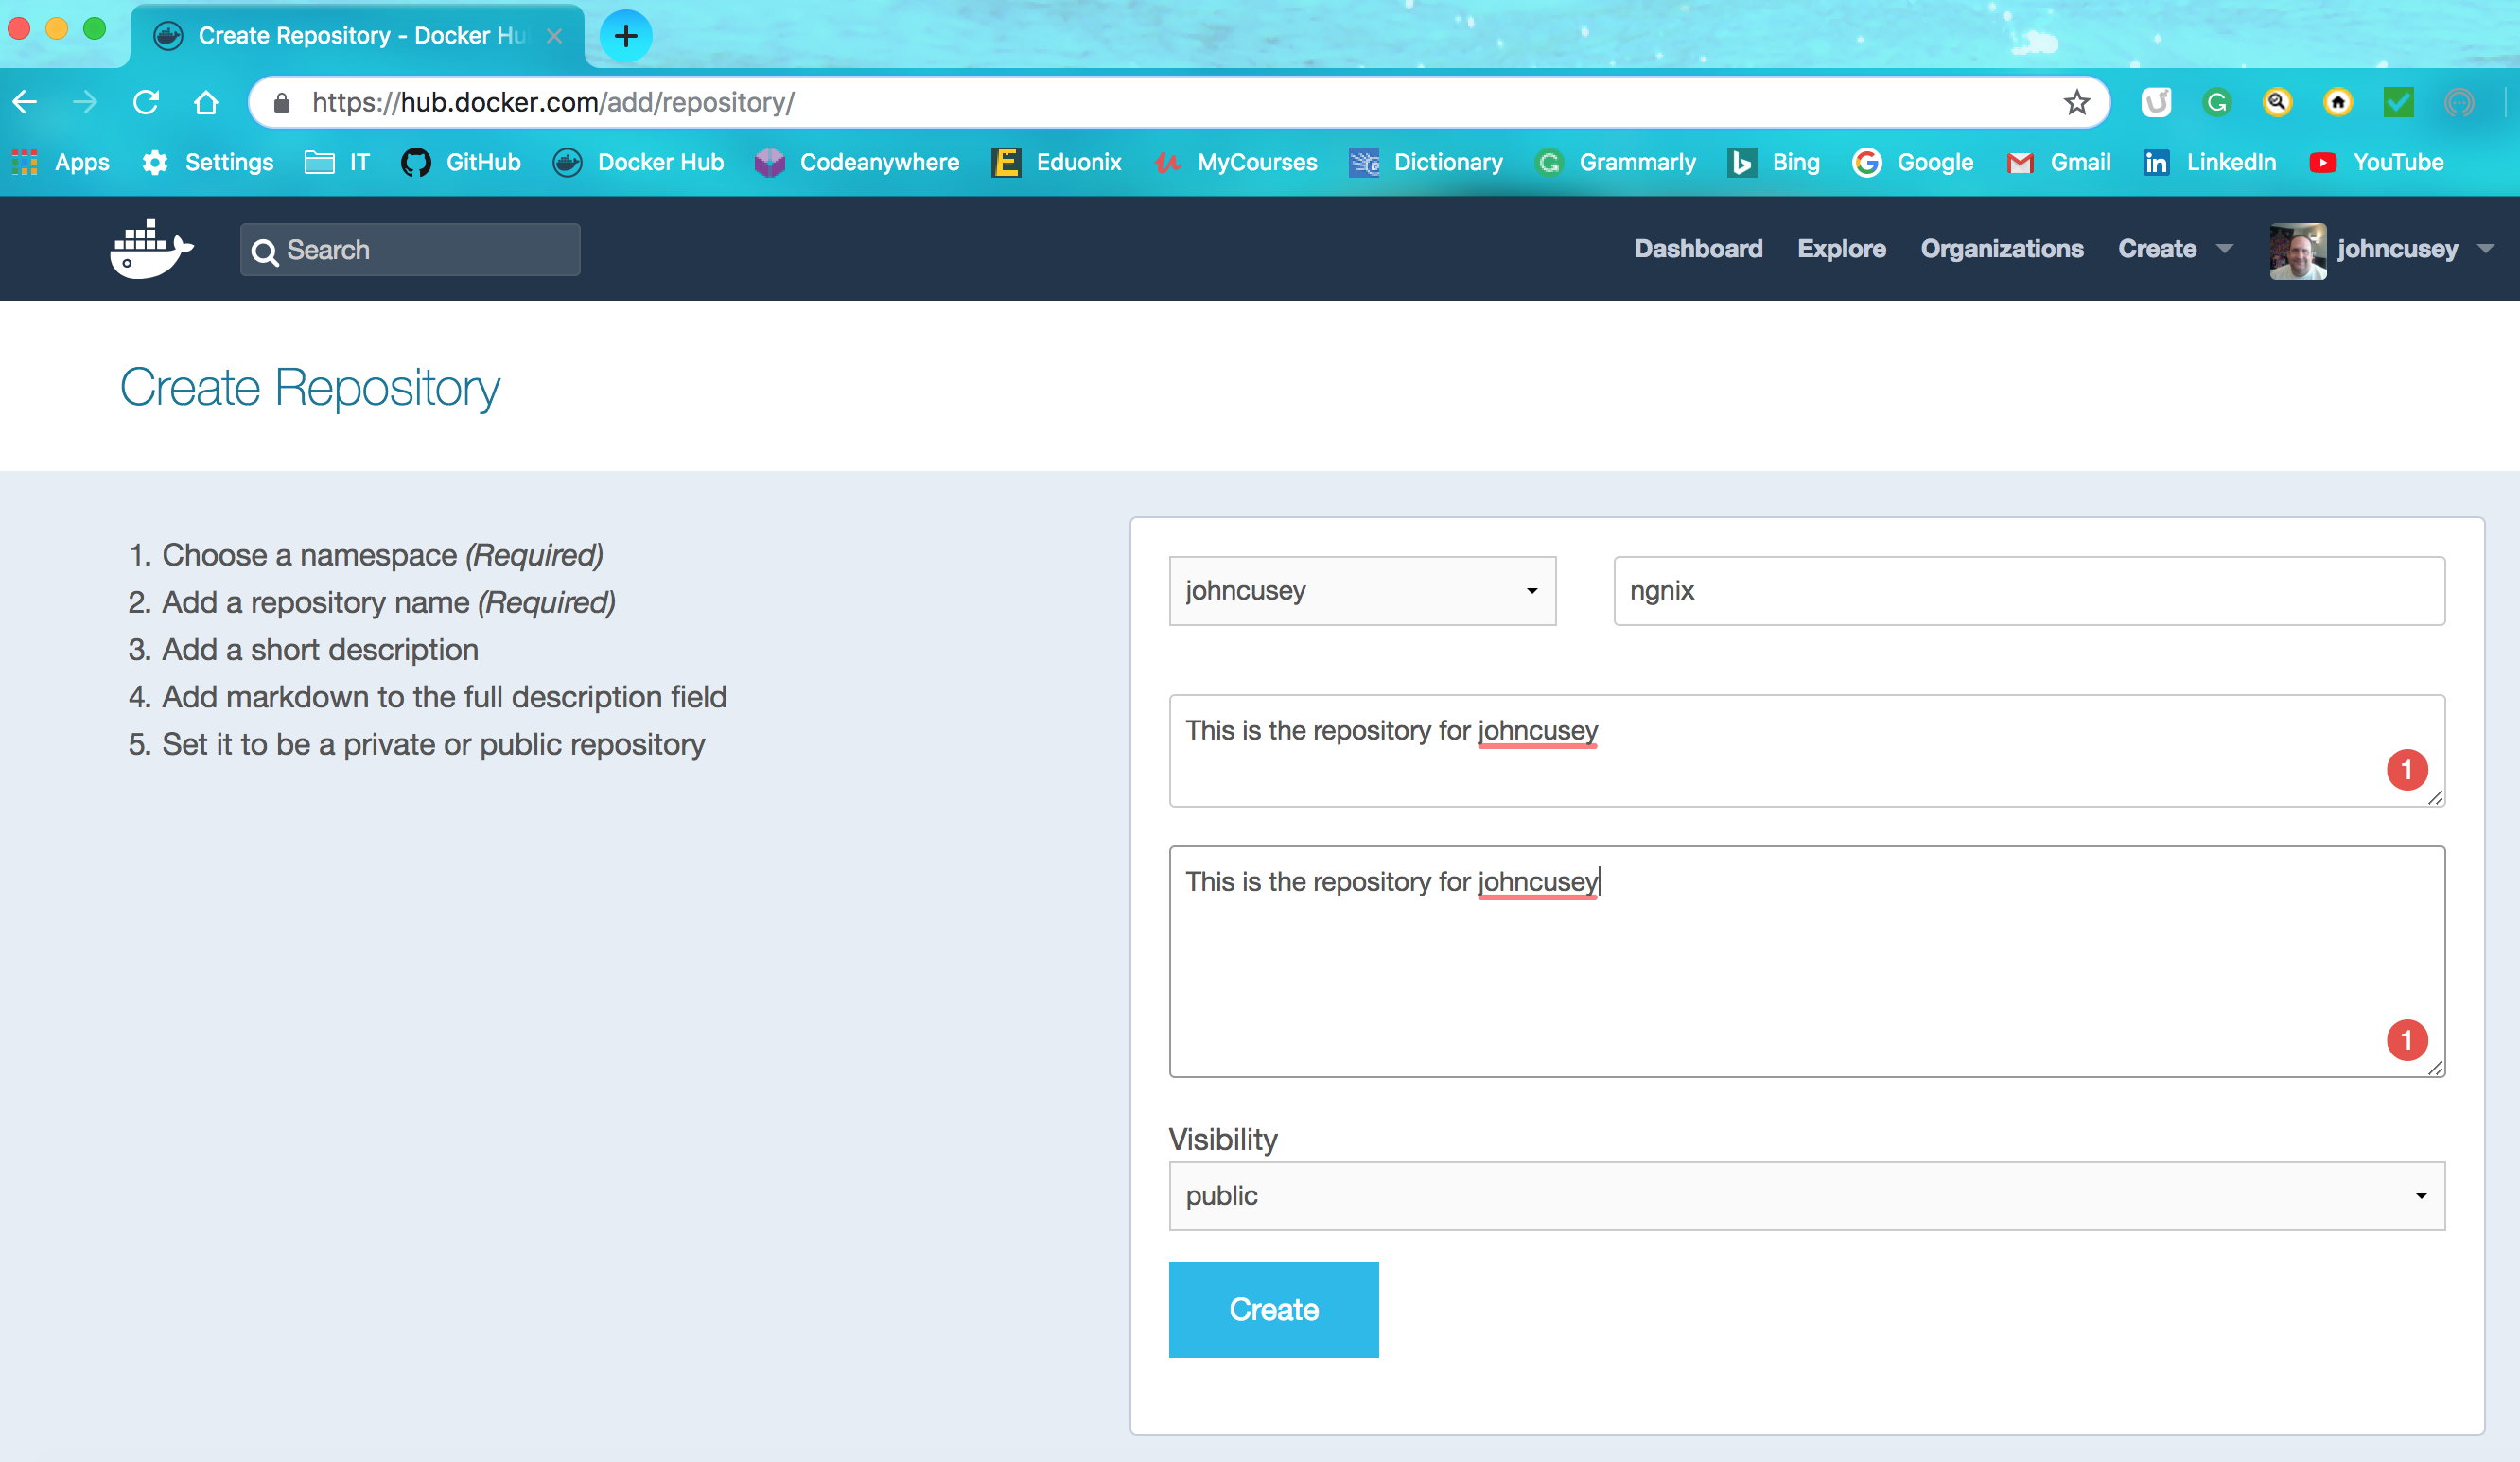 Create Repository - Docker Hu
https://hub.docker.com/add/repository/
Apps Settings IT GitHub Docker Hub Codeanywhere Eduonix MyCourses Dictionary Grammarly Bing Google Gmail LinkedIn YouTube
Search Dashboard Explore Organizations Create johncusey
Create Repository
1. Choose a namespace (Required)
2. Add a repository name (Required)
3. Add a short description
4. Add markdown to the full description field
5. Set it to be a private or public repository
johncusey ngnix
This is the repository for johncusey
1
This is the repository for johncusey
1
Visibility
public
Create